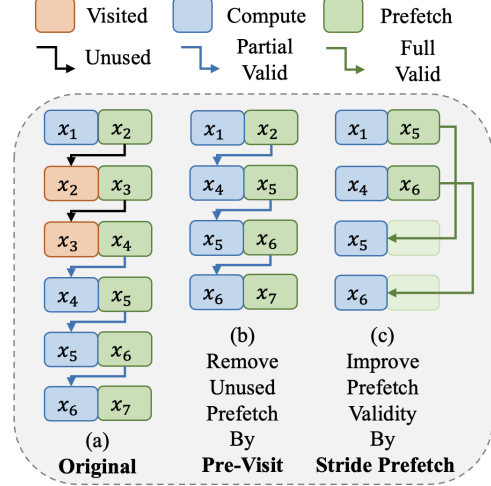 Visited Compute Prefetch
Unused Partial Valid Full Valid
x₁ x₂
x₂ x₃
x₃ x₄
x₄ x₅
x₅ x₆
x₆ x₇
(a)
Original
x₁ x₂
x₄ x₅
x₅ x₆
x₆ x₇
(b)
Remove
Unused
Prefetch
By
Pre-Visit
x₁ x₅
x₄ x₆
x₅
x₆
(c)
Improve
Prefetch
Validity
By
Stride Prefetch